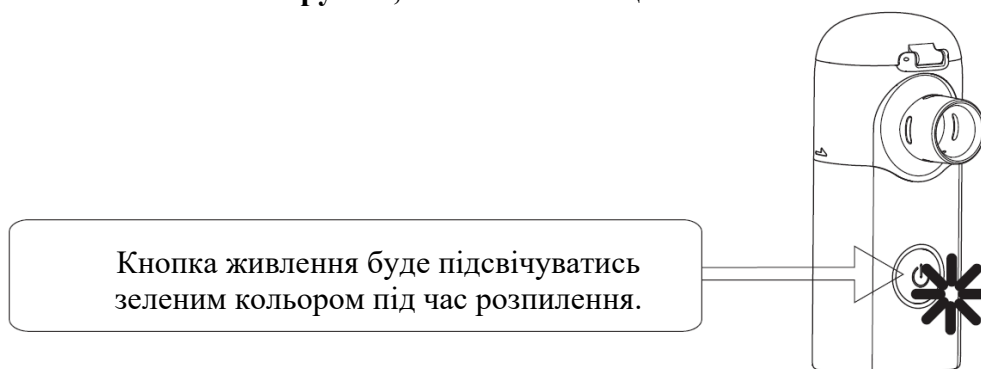 Кнопка живлення буде підсвічуватись
зеленим кольором під час розпилення.